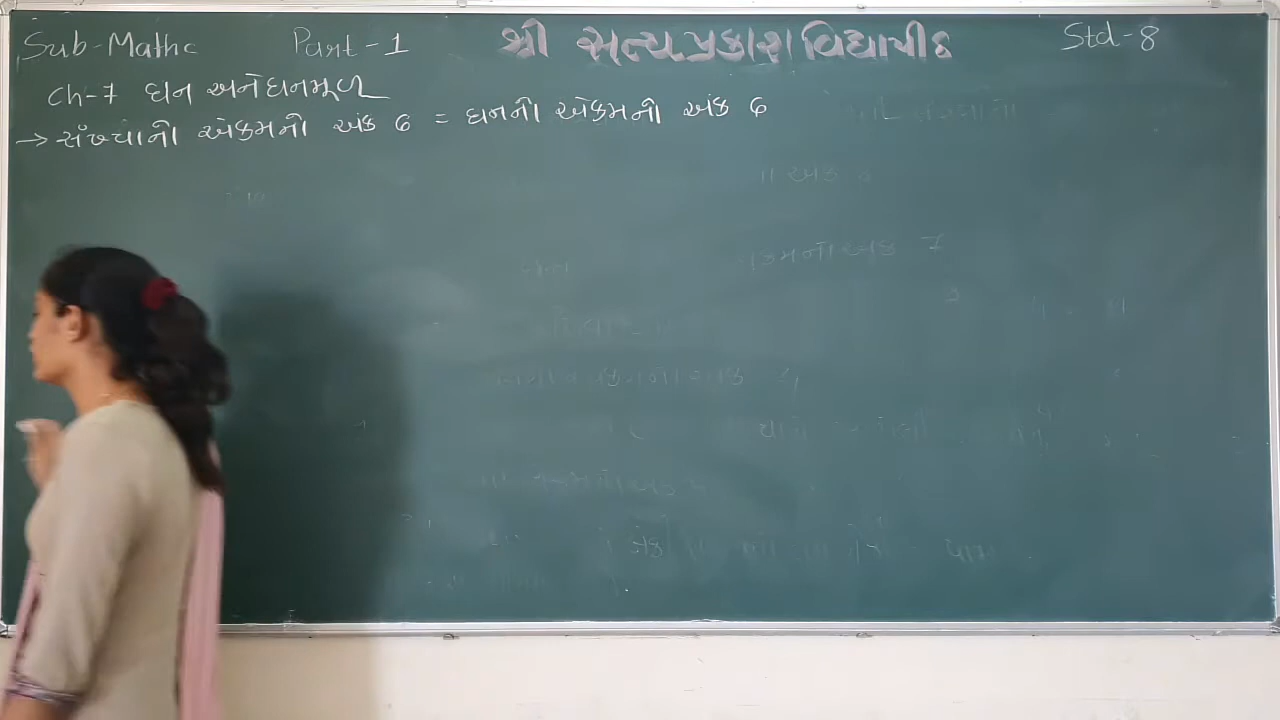 Sub-Maths Part-1 શ્રી સત્યપ્રકાશ વિદ્યાપીઠ Std-8
Ch-7 ઘન અને ઘનમૂળ
→ સંખ્યાનો એકમનો અંક 6 = ઘનનો એકમનો અંક 6